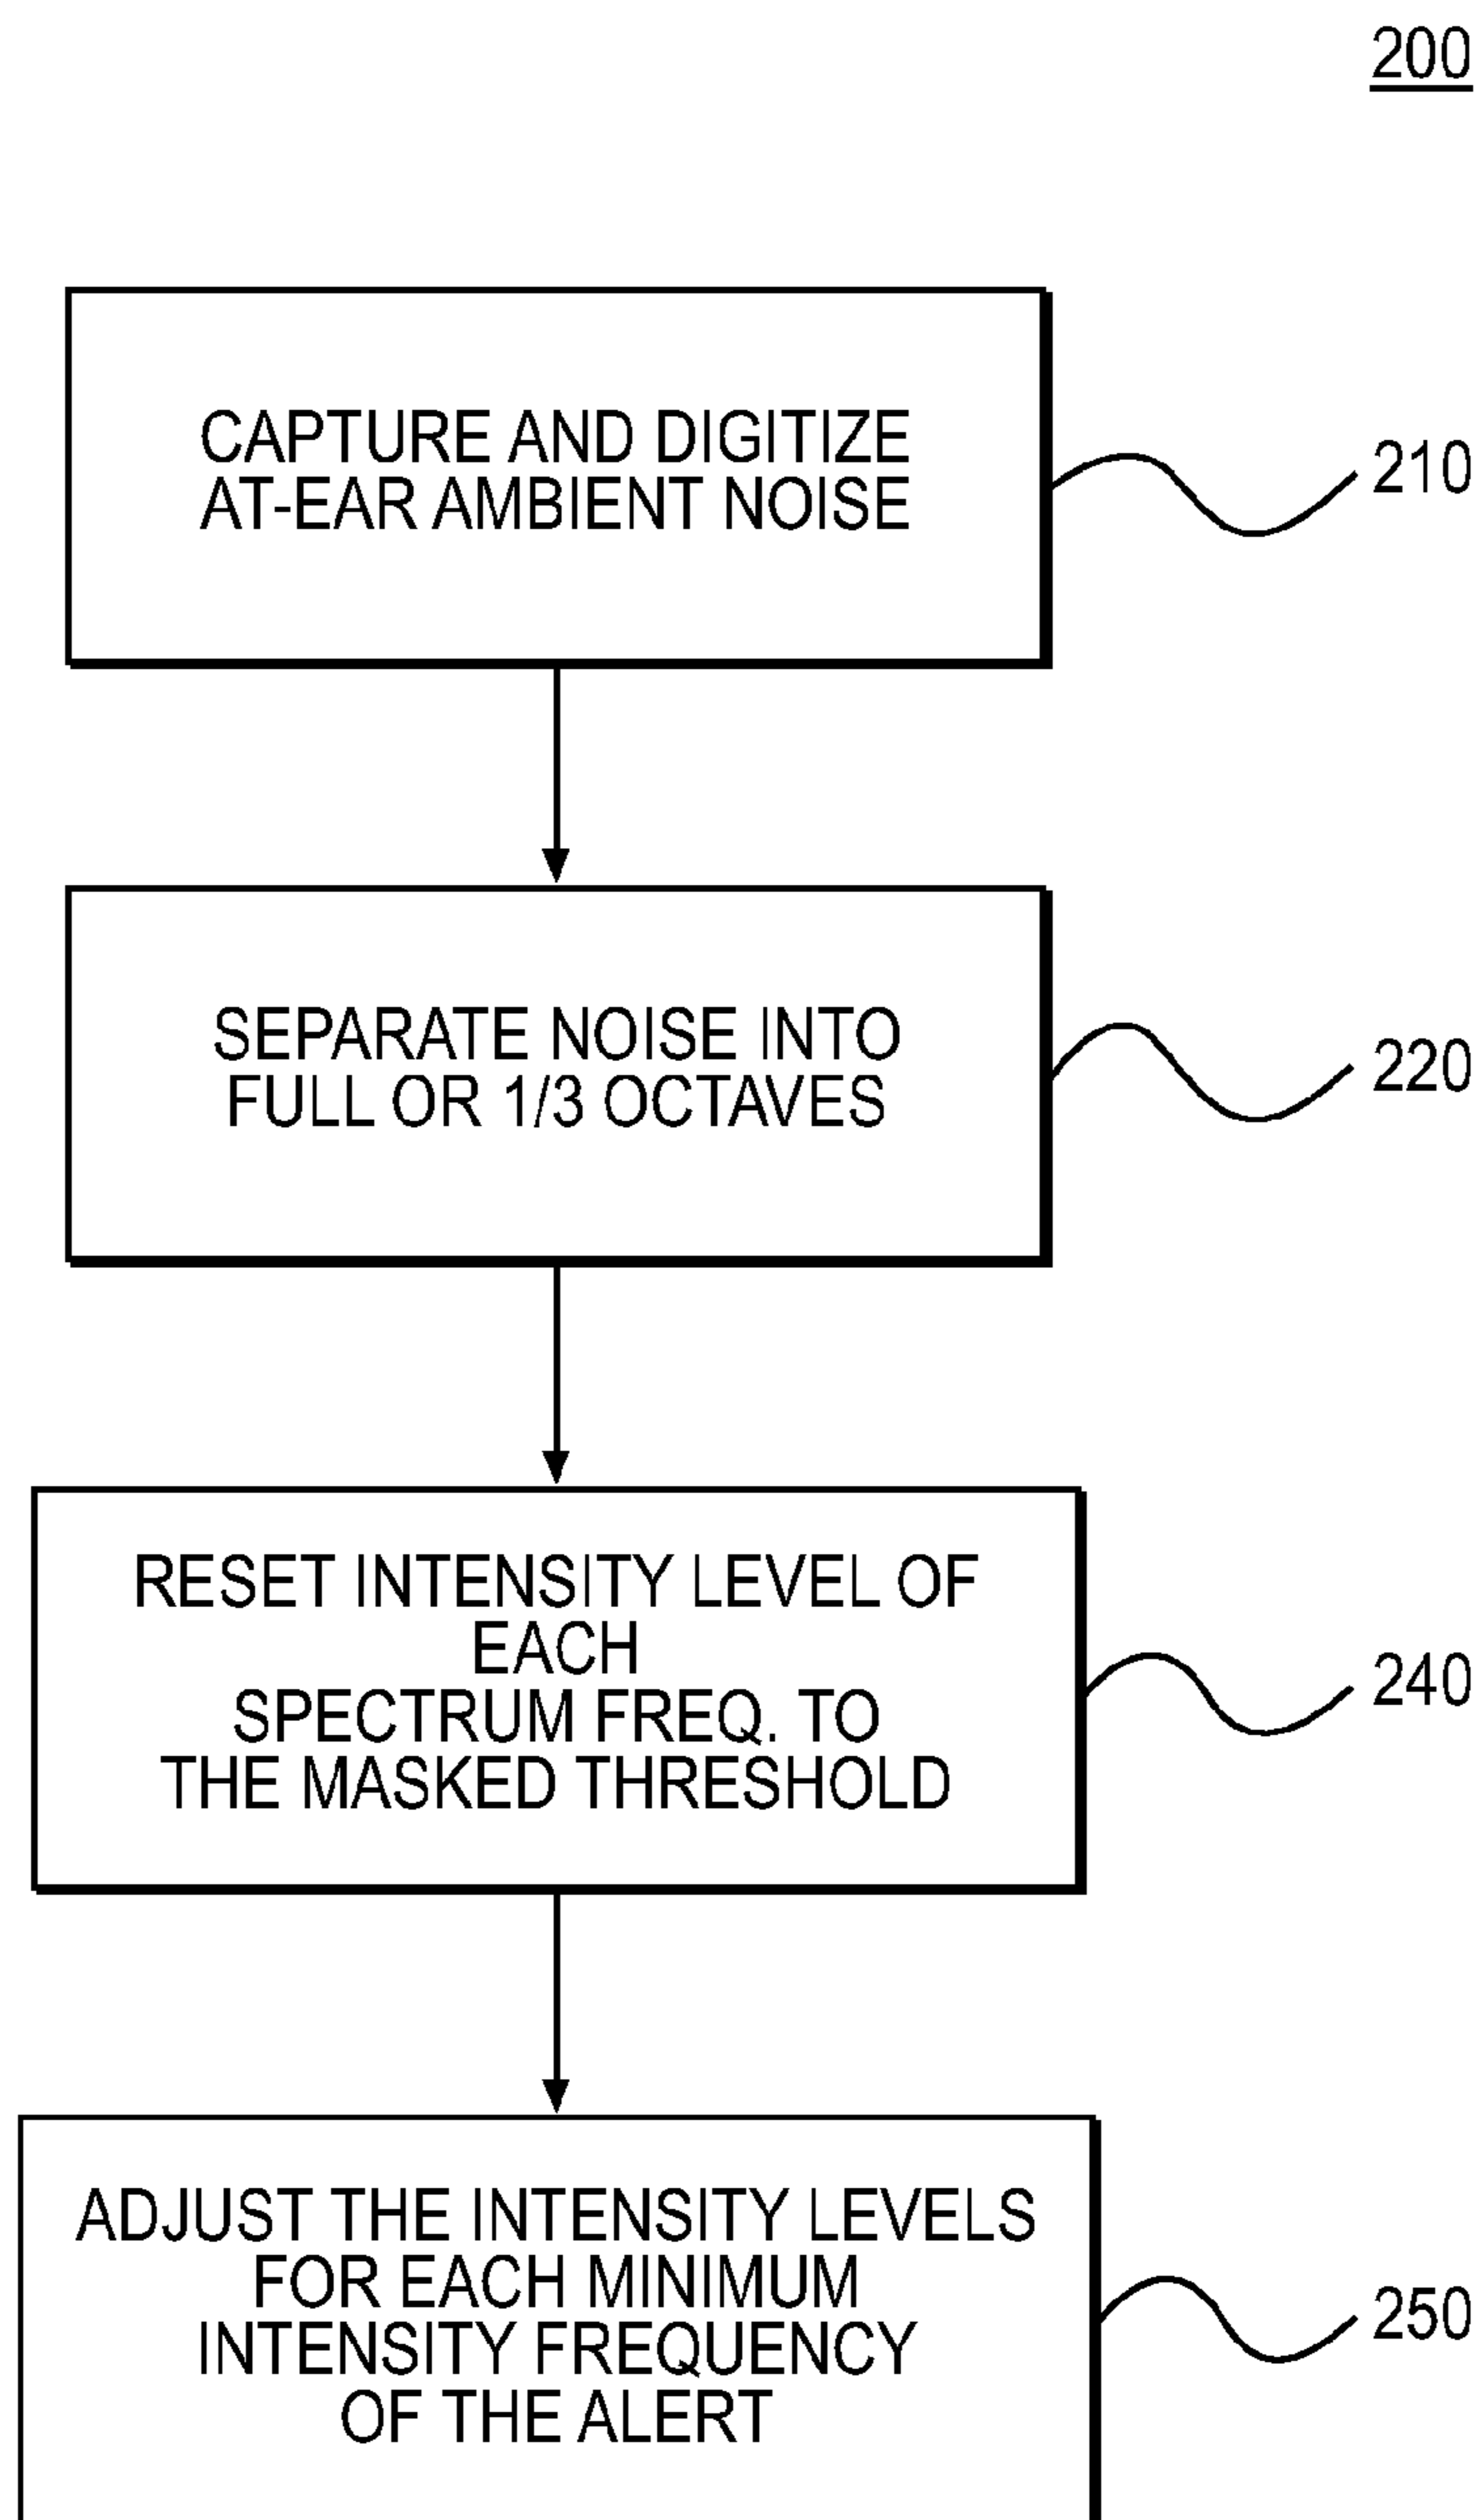 200
CAPTURE AND DIGITIZE
AT-EAR AMBIENT NOISE
210
SEPARATE NOISE INTO
FULL OR 1/3 OCTAVES
220
RESET INTENSITY LEVEL OF
EACH
SPECTRUM FREQ. TO
THE MASKED THRESHOLD
240
ADJUST THE INTENSITY LEVELS
FOR EACH MINIMUM
INTENSITY FREQUENCY
OF THE ALERT
250